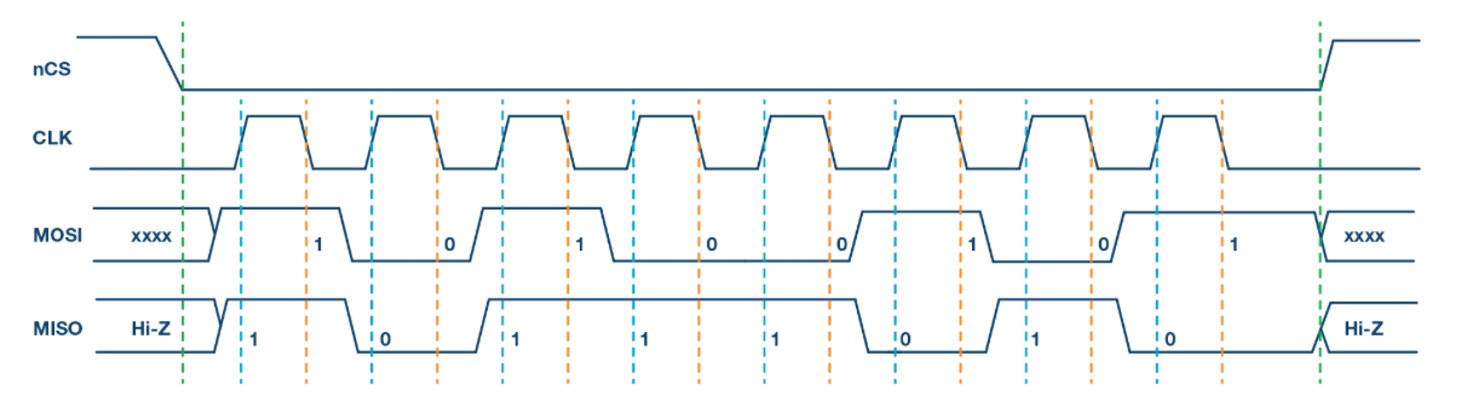 nCS
CLK
MOSI xxxx 1 0 1 0 0 1 0 1 xxxx
MISO Hi-Z 1 0 1 1 1 0 1 0 Hi-Z